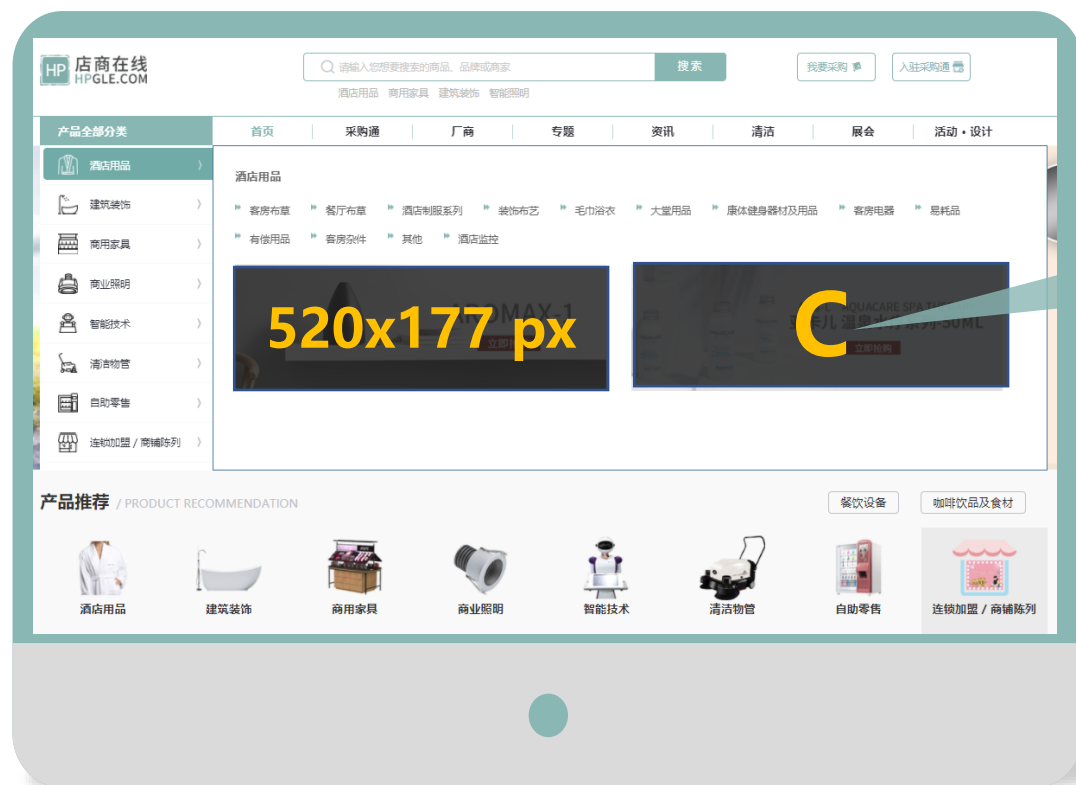 HP 店商在线
HPGLE.COM
请输入您想要搜索的商品、品牌或商家
搜索
我要采购
入驻采购通
酒店用品 商用家具 建筑装饰 智能照明
产品全部分类
首页 采购通 厂商 专题 资讯 清洁 展会 活动・设计
酒店用品
建筑装饰
商用家具
商业照明
智能技术
清洁物管
自助零售
连锁加盟 / 商铺陈列
酒店用品
客房布草 餐厅布草 酒店制服系列 装饰布艺 毛巾浴衣 大堂用品 康体健身器材及用品 客房电器 易耗品
有偿用品 客房杂件 其他 酒店监控
AROMAX-1
立即抢购
520x177 px
AQUACARE SPA
温泉水疗系列-50ML
立即抢购
C
产品推荐 / PRODUCT RECOMMENDATION
餐饮设备 咖啡饮品及食材
酒店用品 建筑装饰 商用家具 商业照明 智能技术 清洁物管 自助零售 连锁加盟 / 商铺陈列